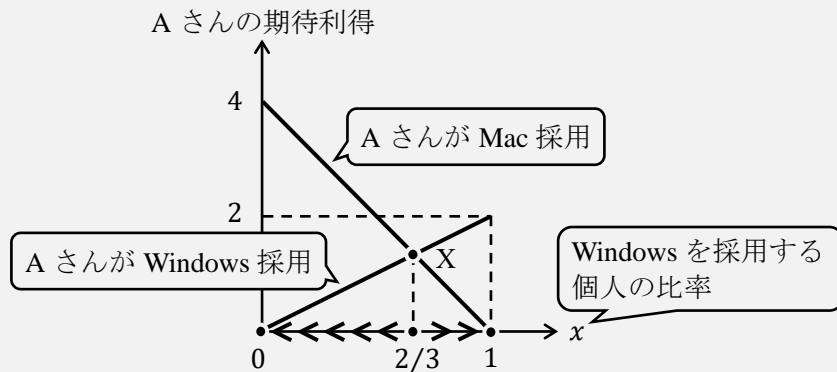 A さんの期待利得
4
A さんが Mac 採用
2
A さんが Windows 採用
X
Windows を採用する
個人の比率
0
2/3
1
x